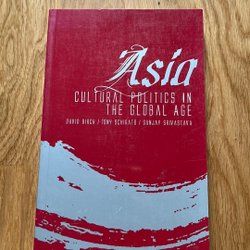 Asia
CULTURAL POLITICS IN
THE GLOBAL AGE
DAVID BIRCH / TONY SCHIRATO / SANJAY SRIVASTAVA